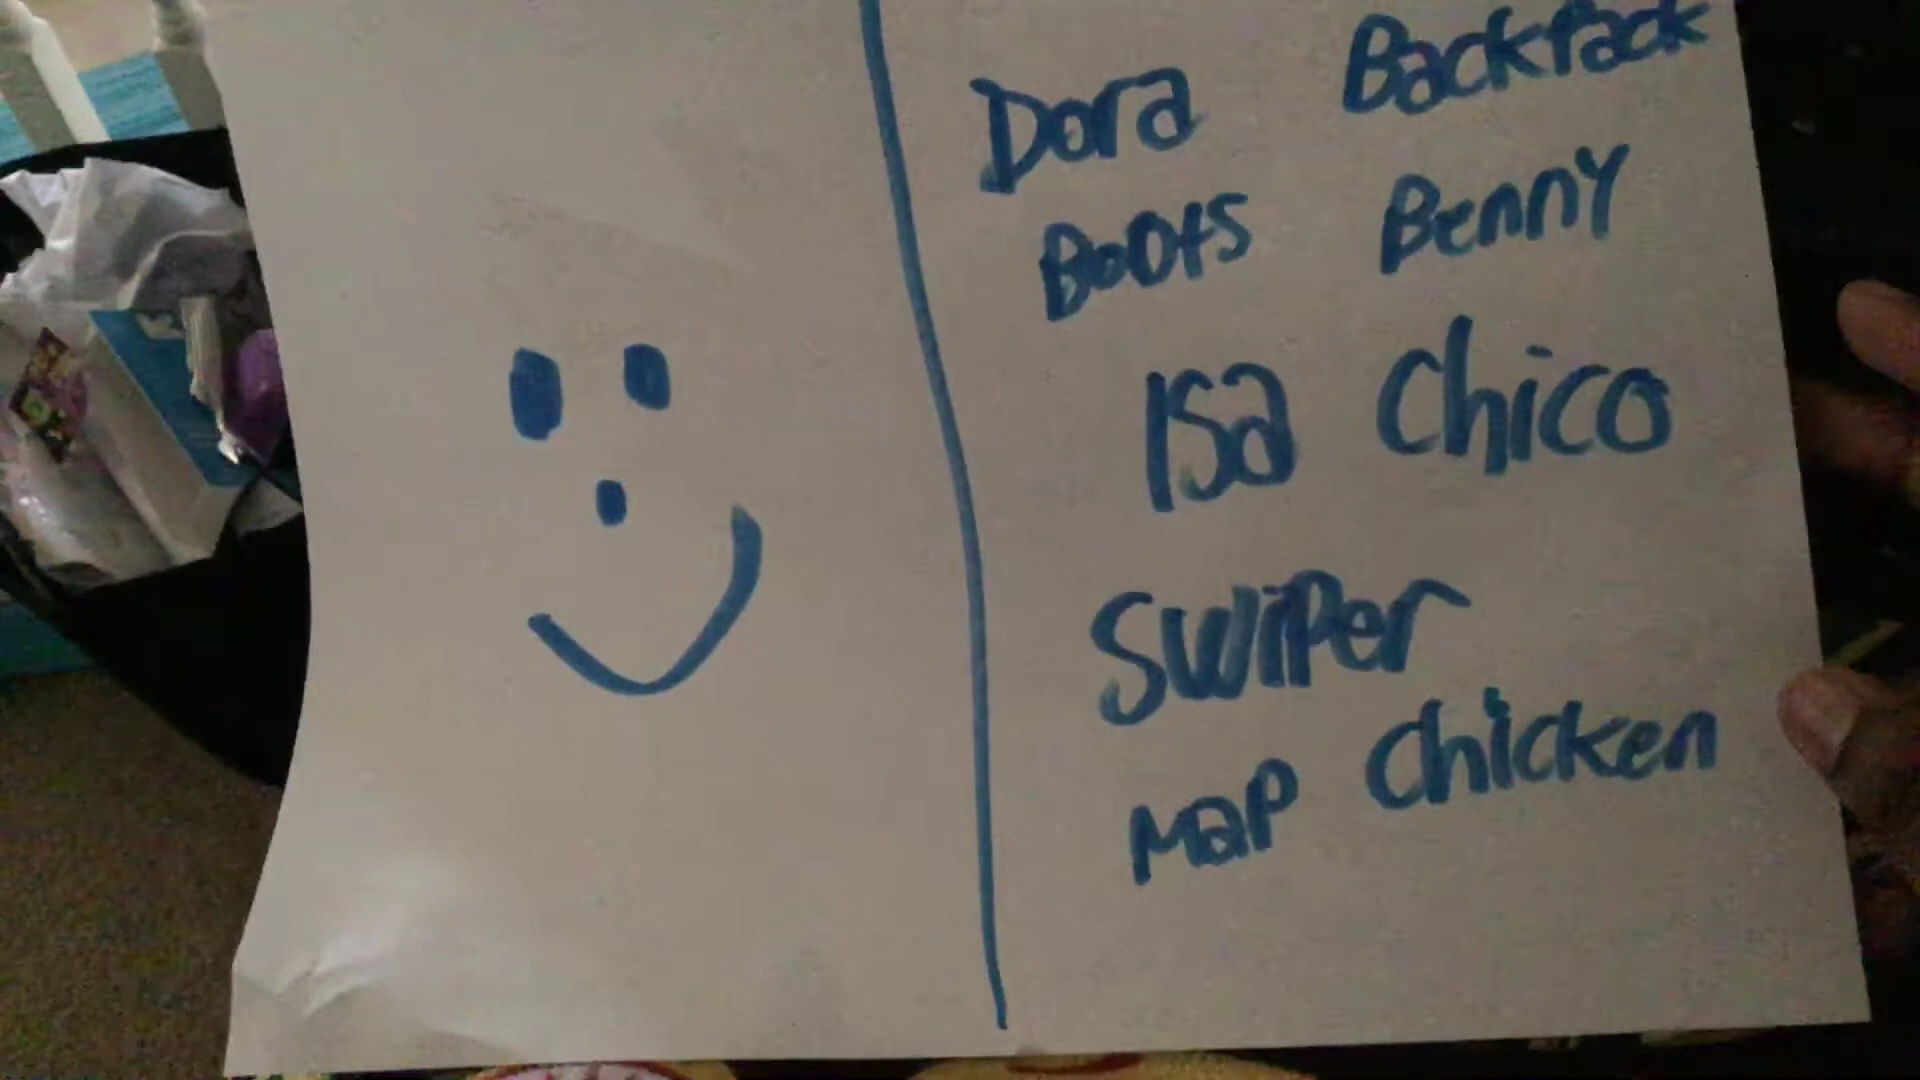 Dora Backpack
Boots Benny
Isa Chico
Swiper
Map Chicken